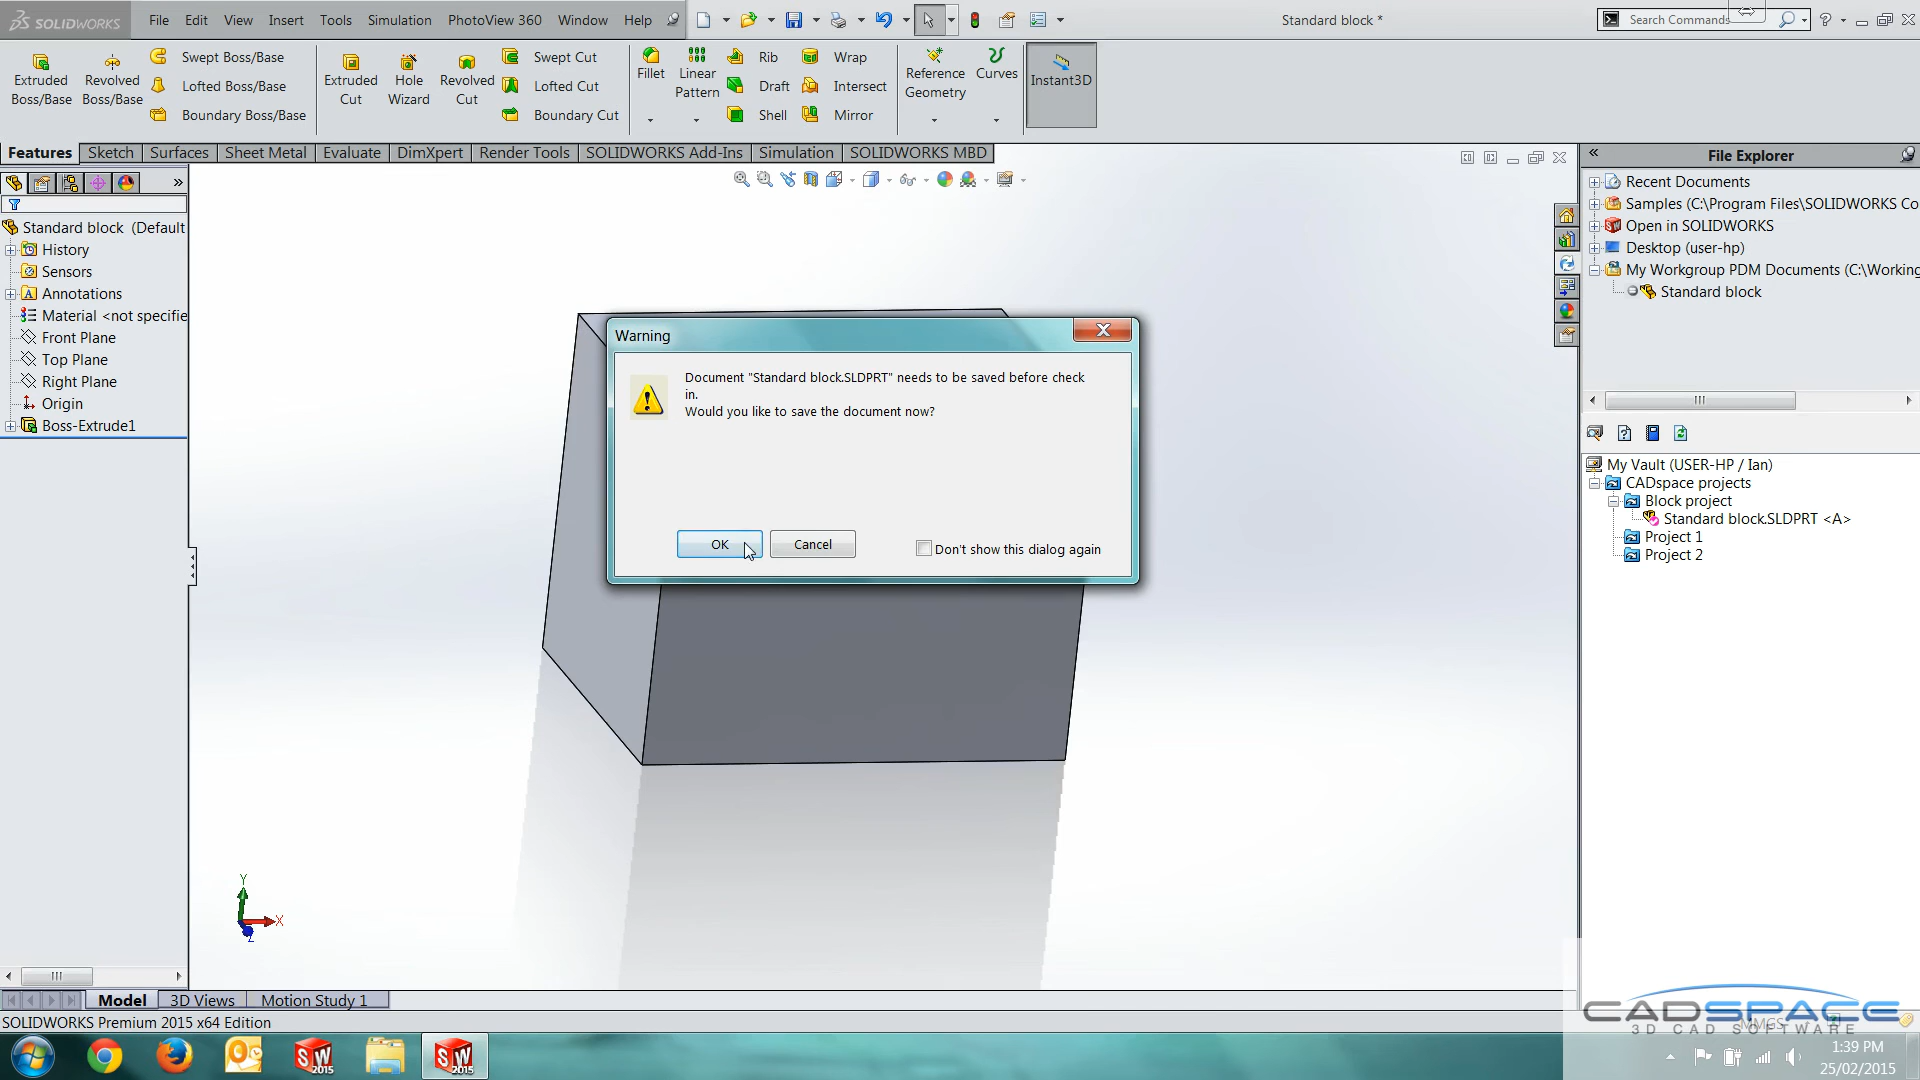 SOLIDWORKS File Edit View Insert Tools Simulation PhotoView 360 Window Help Standard block * Search Commands ?
Extruded Boss/Base
Revolved Boss/Base
Swept Boss/Base
Lofted Boss/Base
Boundary Boss/Base
Extruded Cut
Hole Wizard
Revolved Cut
Swept Cut
Lofted Cut
Boundary Cut
Fillet
Linear Pattern
Rib
Draft
Shell
Wrap
Intersect
Mirror
Reference Geometry
Curves
Instant3D
Features Sketch Surfaces Sheet Metal Evaluate DimXpert Render Tools SOLIDWORKS Add-Ins Simulation SOLIDWORKS MBD
Standard block (Default
History
Sensors
Annotations
Material <not specifie
Front Plane
Top Plane
Right Plane
Origin
Boss-Extrude1
Warning
Document "Standard block.SLDPRT" needs to be saved before check
in.
Would you like to save the document now?
OK Cancel Don't show this dialog again
Y
X
Z
File Explorer
Recent Documents
Samples (C:\Program Files\SOLIDWORKS Co
Open in SOLIDWORKS
Desktop (user-hp)
My Workgroup PDM Documents (C:\Working
Standard block
My Vault (USER-HP / Ian)
CADspace projects
Block project
Standard block.SLDPRT <A>
Project 1
Project 2
Model 3D Views Motion Study 1
SOLIDWORKS Premium 2015 x64 Edition
CADSPACE
3D CAD SOFTWARE
MMGS
SW 2015
SW 2015
1:39 PM
25/02/2015